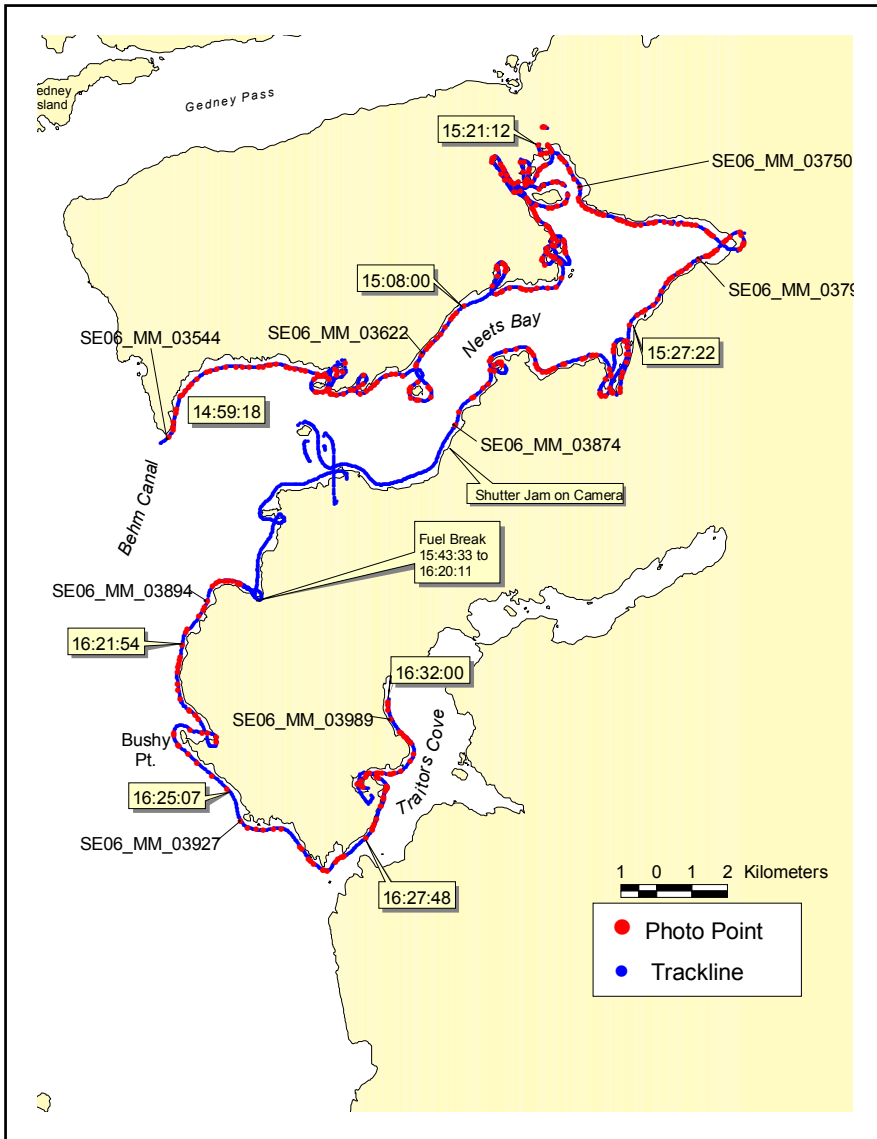 edney
sland
Gedney Pass
15:21:12
SE06_MM_03750
15:08:00
SE06_MM_0379
SE06_MM_03622
Neets Bay
SE06_MM_03544
15:27:22
14:59:18
SE06_MM_03874
Shutter Jam on Camera
Behm Canal
Fuel Break
15:43:33 to
16:20:11
SE06_MM_03894
16:21:54
16:32:00
SE06_MM_03989
Bushy
Pt.
Traitors Cove
16:25:07
SE06_MM_03927
16:27:48
1 0 1 2 Kilometers
Photo Point
Trackline